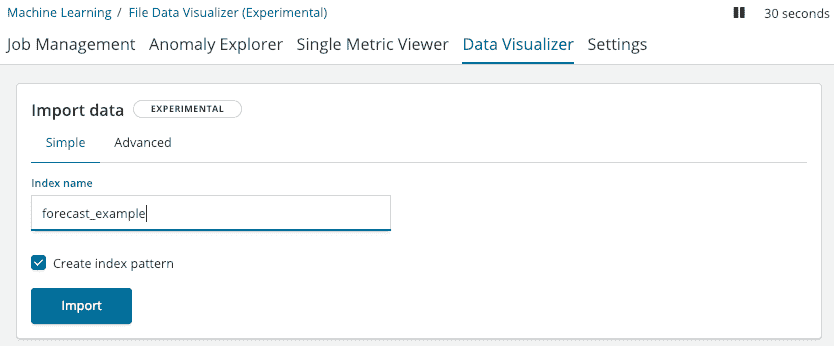 Machine Learning / File Data Visualizer (Experimental) 30 seconds
Job Management Anomaly Explorer Single Metric Viewer Data Visualizer Settings
Import data EXPERIMENTAL
Simple Advanced
Index name
forecast_example
Create index pattern
Import